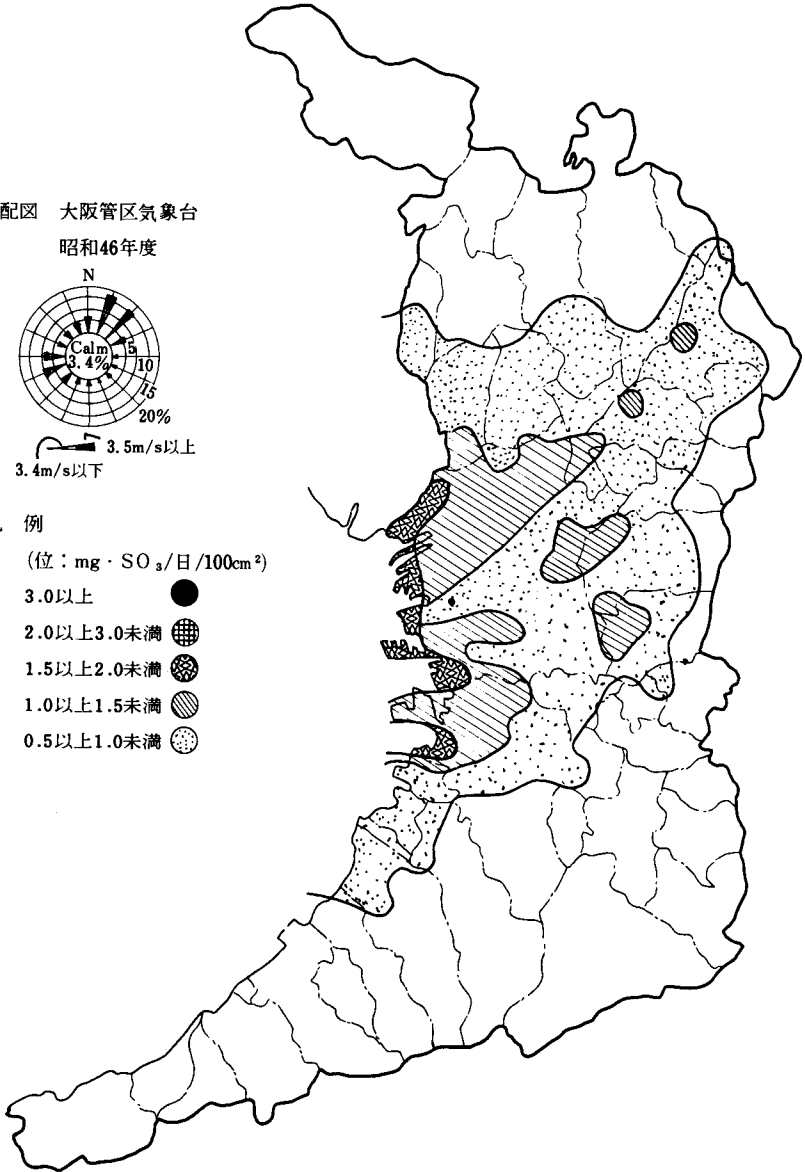 配図 大阪管区気象台
昭和46年度
N
Calm
3.4%
5
10
15
20%
3.5m/s以上
3.4m/s以下
例
(位:mg・SO₃/日/100cm²)
3.0以上
2.0以上3.0未満
1.5以上2.0未満
1.0以上1.5未満
0.5以上1.0未満